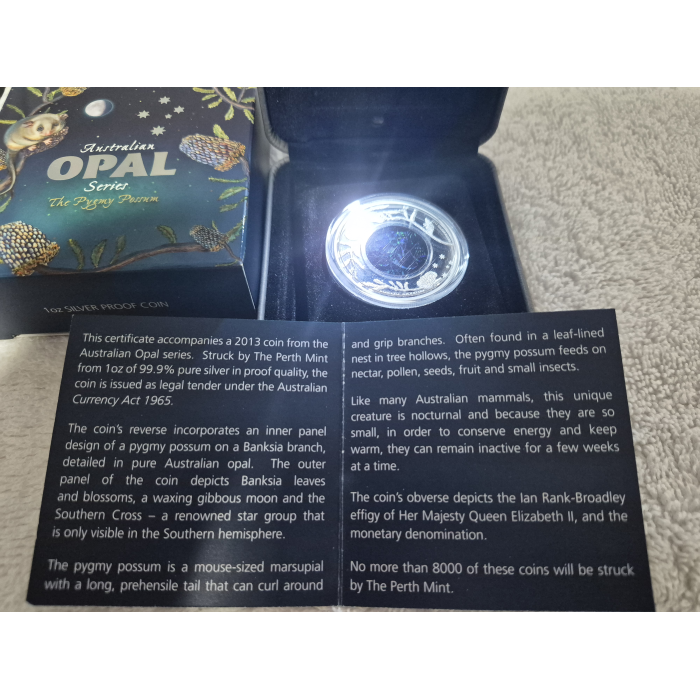 Australian
OPAL
Series
The Pygmy Possum
1oz SILVER PROOF COIN
This certificate accompanies a 2013 coin from the
Australian Opal series. Struck by The Perth Mint
from 1oz of 99.9% pure silver in proof quality, the
coin is issued as legal tender under the Australian
Currency Act 1965.
The coin's reverse incorporates an inner panel
design of a pygmy possum on a Banksia branch,
detailed in pure Australian opal. The outer
panel of the coin depicts Banksia leaves
and blossoms, a waxing gibbous moon and the
Southern Cross – a renowned star group that
is only visible in the Southern hemisphere.
The pygmy possum is a mouse-sized marsupial
with a long, prehensile tail that can curl around
and grip branches. Often found in a leaf-lined
nest in tree hollows, the pygmy possum feeds on
nectar, pollen, seeds, fruit and small insects.
Like many Australian mammals, this unique
creature is nocturnal and because they are so
small, in order to conserve energy and keep
warm, they can remain inactive for a few weeks
at a time.
The coin's obverse depicts the Ian Rank-Broadley
effigy of Her Majesty Queen Elizabeth II, and the
monetary denomination.
No more than 8000 of these coins will be struck
by The Perth Mint.